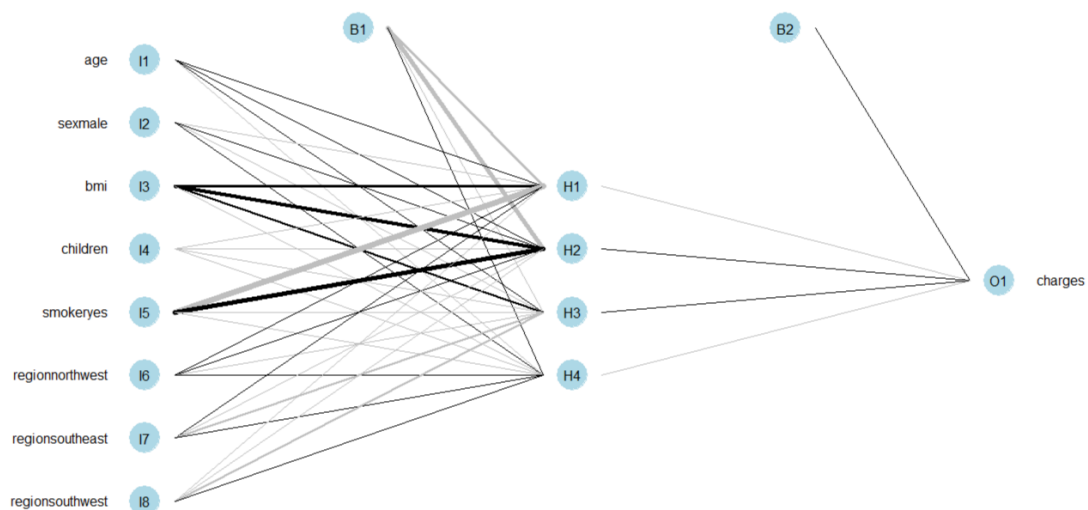 B1
B2
age I1
sexmale I2
bmi I3 H1
children I4 H2
O1 charges
smokeryes I5 H3
regionnorthwest I6 H4
regionsoutheast I7
regionsouthwest I8